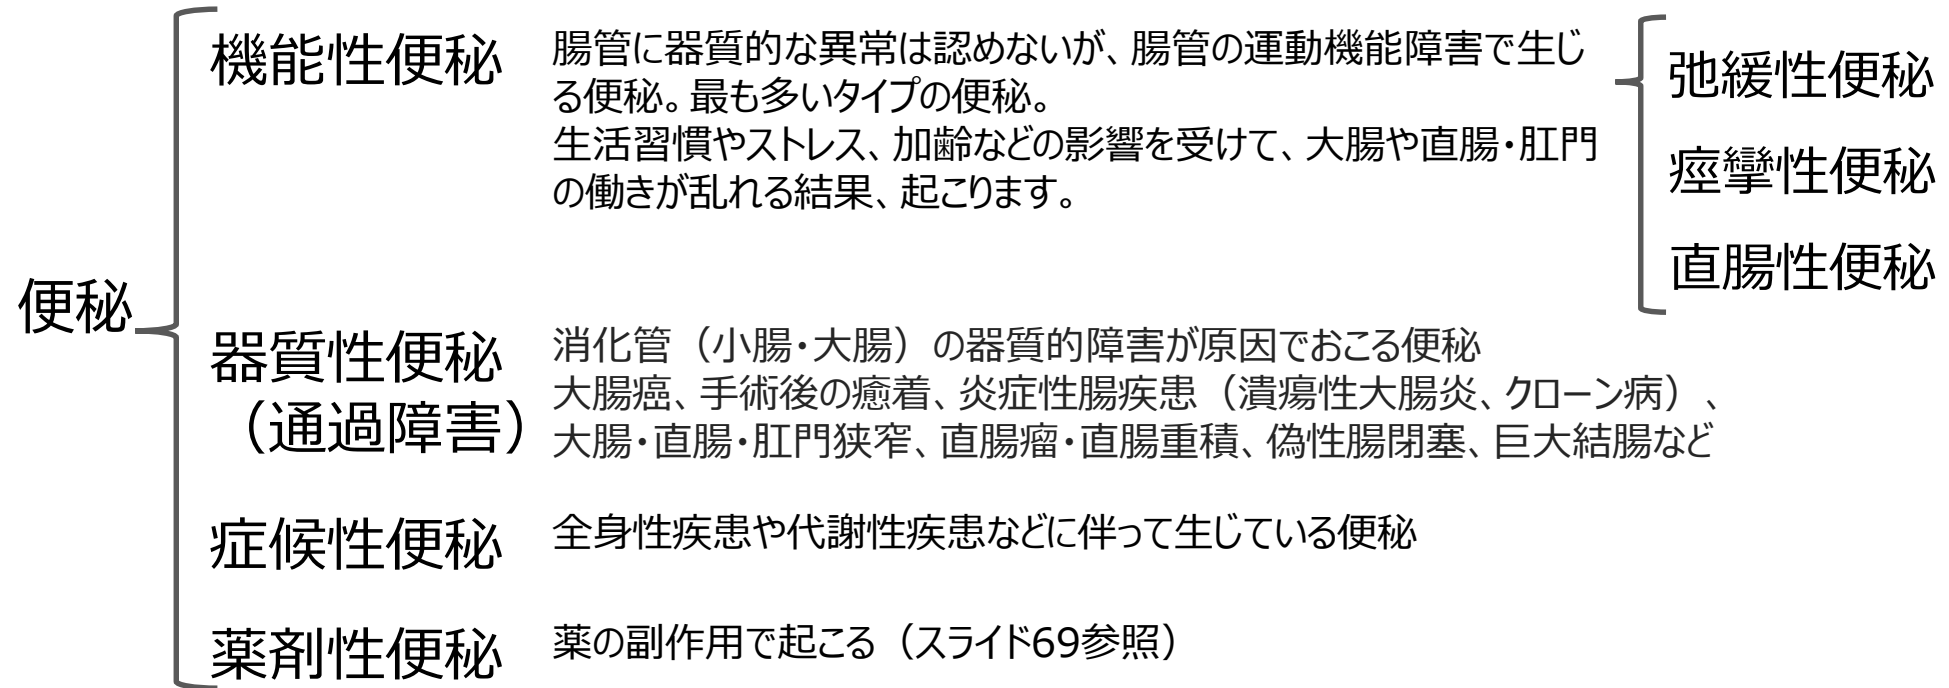 便秘
機能性便秘
腸管に器質的な異常は認めないが、腸管の運動機能障害で生じ
る便秘。最も多いタイプの便秘。
生活習慣やストレス、加齢などの影響を受けて、大腸や直腸・肛門
の働きが乱れる結果、起こります。
弛緩性便秘
痙攣性便秘
直腸性便秘
器質性便秘
（通過障害）
消化管（小腸・大腸）の器質的障害が原因でおこる便秘
大腸癌、手術後の癒着、炎症性腸疾患（潰瘍性大腸炎、クローン病）、
大腸・直腸・肛門狭窄、直腸瘤・直腸重積、偽性腸閉塞、巨大結腸など
症候性便秘
全身性疾患や代謝性疾患などに伴って生じている便秘
薬剤性便秘
薬の副作用で起こる（スライド69参照）